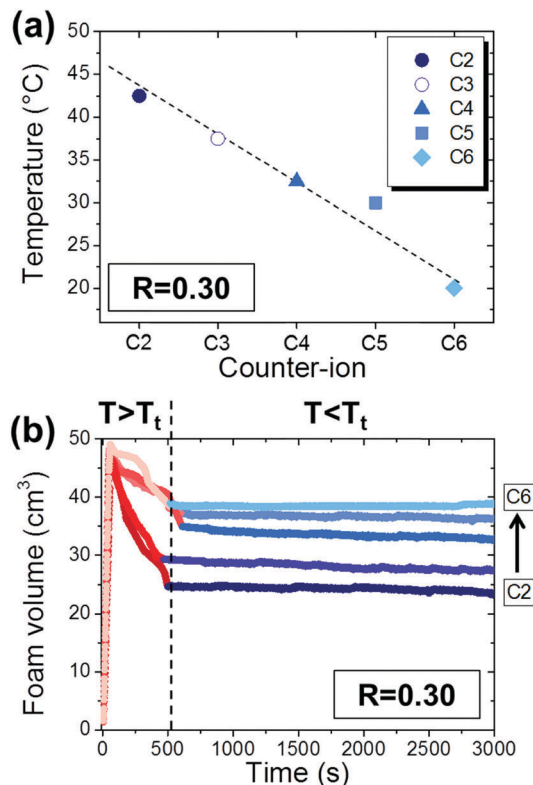 (a)
Temperature (°C)
50
45
40
35
30
25
20
C2
C3
C4
C5
C6
R=0.30
C2 C3 C4 C5 C6
Counter-ion
(b)
T>Tt T<Tt
Foam volume (cm³)
50
40
30
20
10
0
C6
C2
R=0.30
0 500 1000 1500 2000 2500 3000
Time (s)